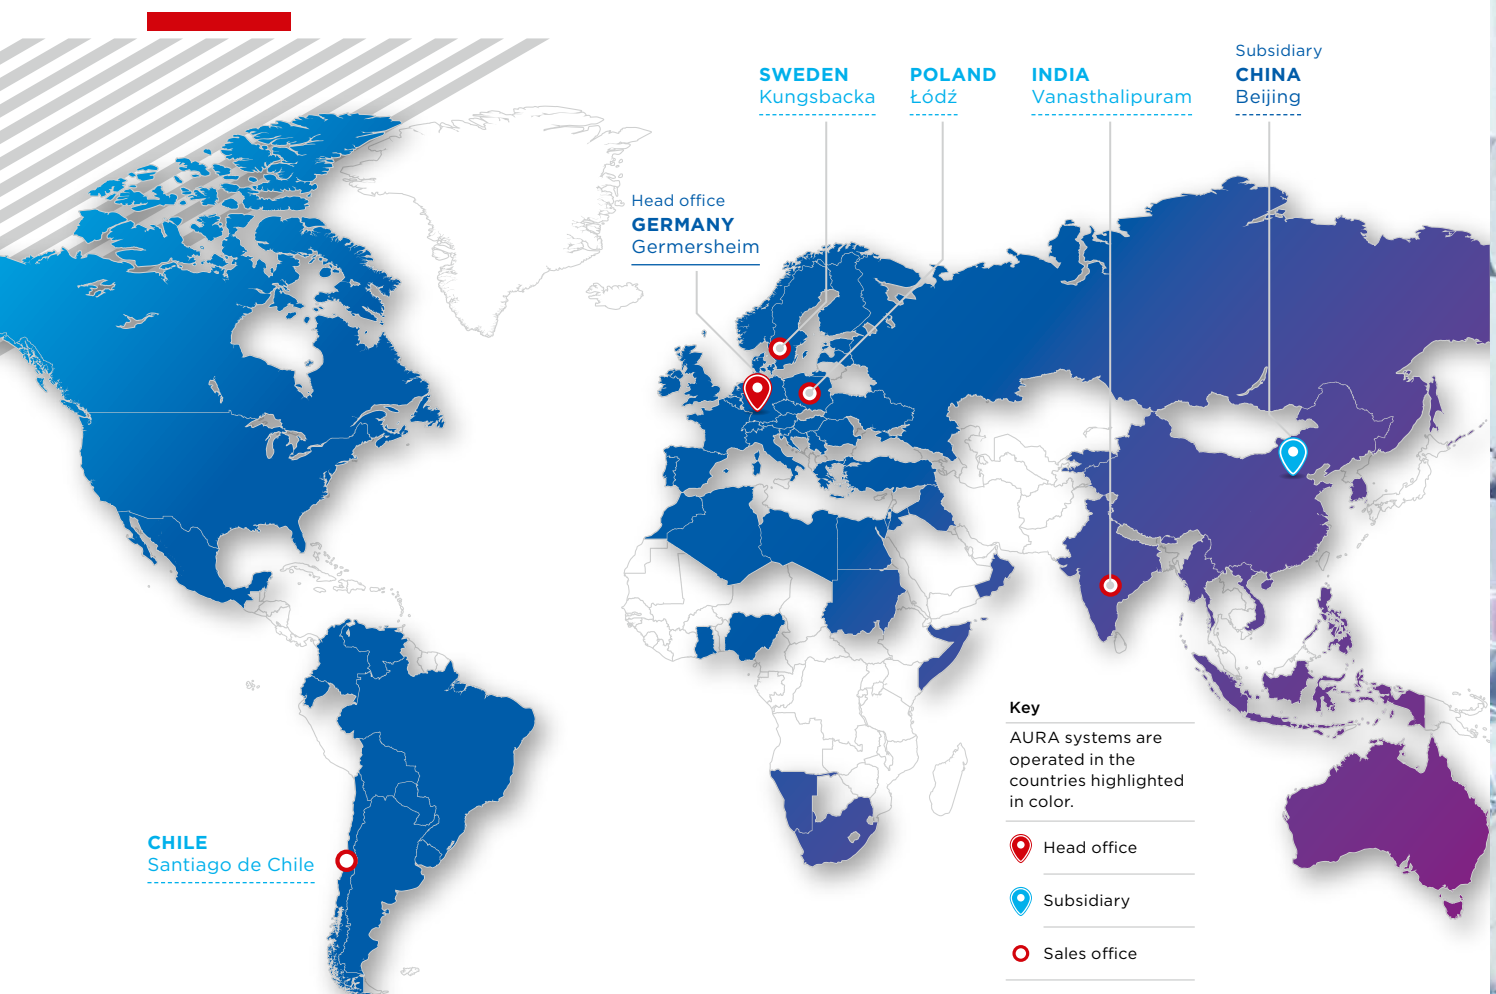 Subsidiary
SWEDEN
Kungsbacka
POLAND
Łódź
INDIA
Vanasthalipuram
CHINA
Beijing
Head office
GERMANY
Germersheim
Key
AURA systems are
operated in the
countries highlighted
in color.
CHILE
Santiago de Chile
Head office
Subsidiary
Sales office